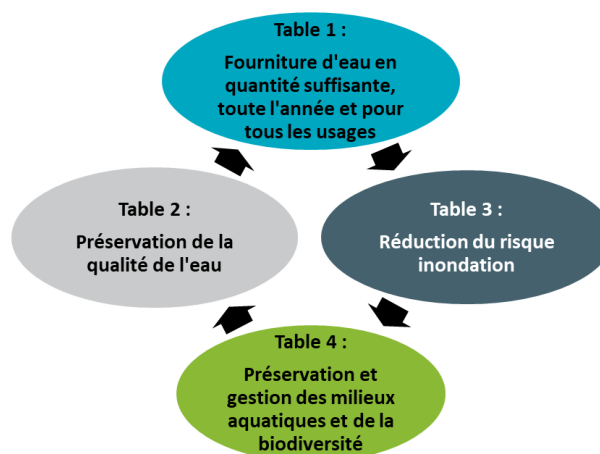 Table 1 :
Fourniture d'eau en
quantité suffisante,
toute l'année et pour
tous les usages
Table 2 :
Préservation de la
qualité de l'eau
Table 3 :
Réduction du risque
inondation
Table 4 :
Préservation et
gestion des milieux
aquatiques et de la
biodiversité